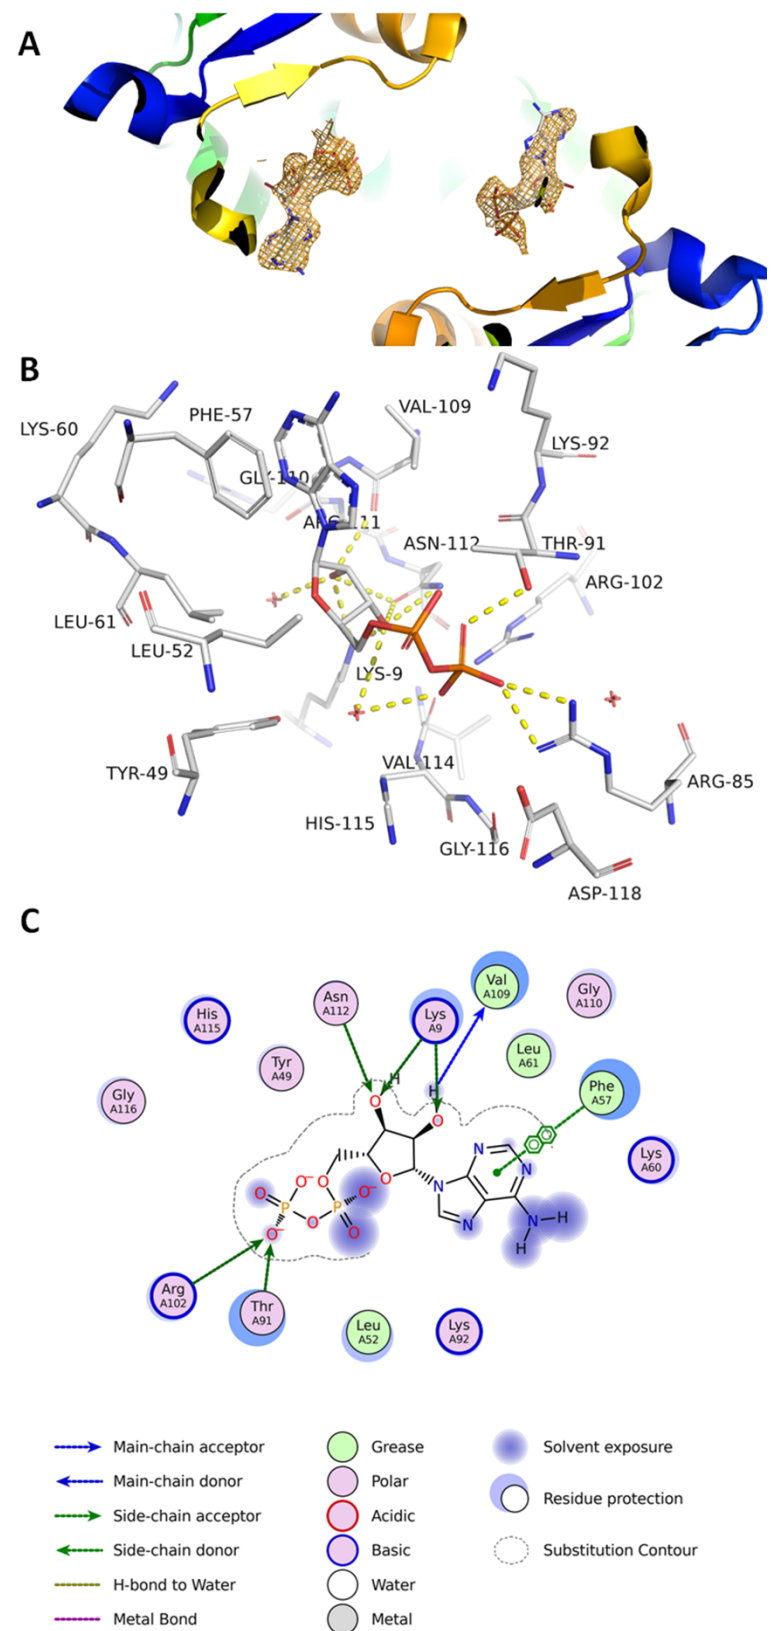 A
B
LYS-60
PHE-57
VAL-109
LYS-92
GLY-110
ARG-111
ASN-112
THR-91
ARG-102
LEU-61
LEU-52
LYS-9
TYR-49
VAL-114
ARG-85
HIS-115
GLY-116
ASP-118
C
Asn
A112
Lys
A9
Val
A109
Gly
A110
His
A115
Tyr
A49
Leu
A61
Gly
A116
Phe
A57
Lys
A60
H
H
O
O
N
N
O⁻
O
O
O⁻
O
P
O
P
O
O⁻
O
N
N
N
N
H
H
Arg
A102
Thr
A91
Leu
A52
Lys
A92
Main-chain acceptor
Grease
Solvent exposure
Main-chain donor
Polar
Side-chain acceptor
Acidic
Residue protection
Side-chain donor
Basic
Substitution Contour
H-bond to Water
Water
Metal Bond
Metal